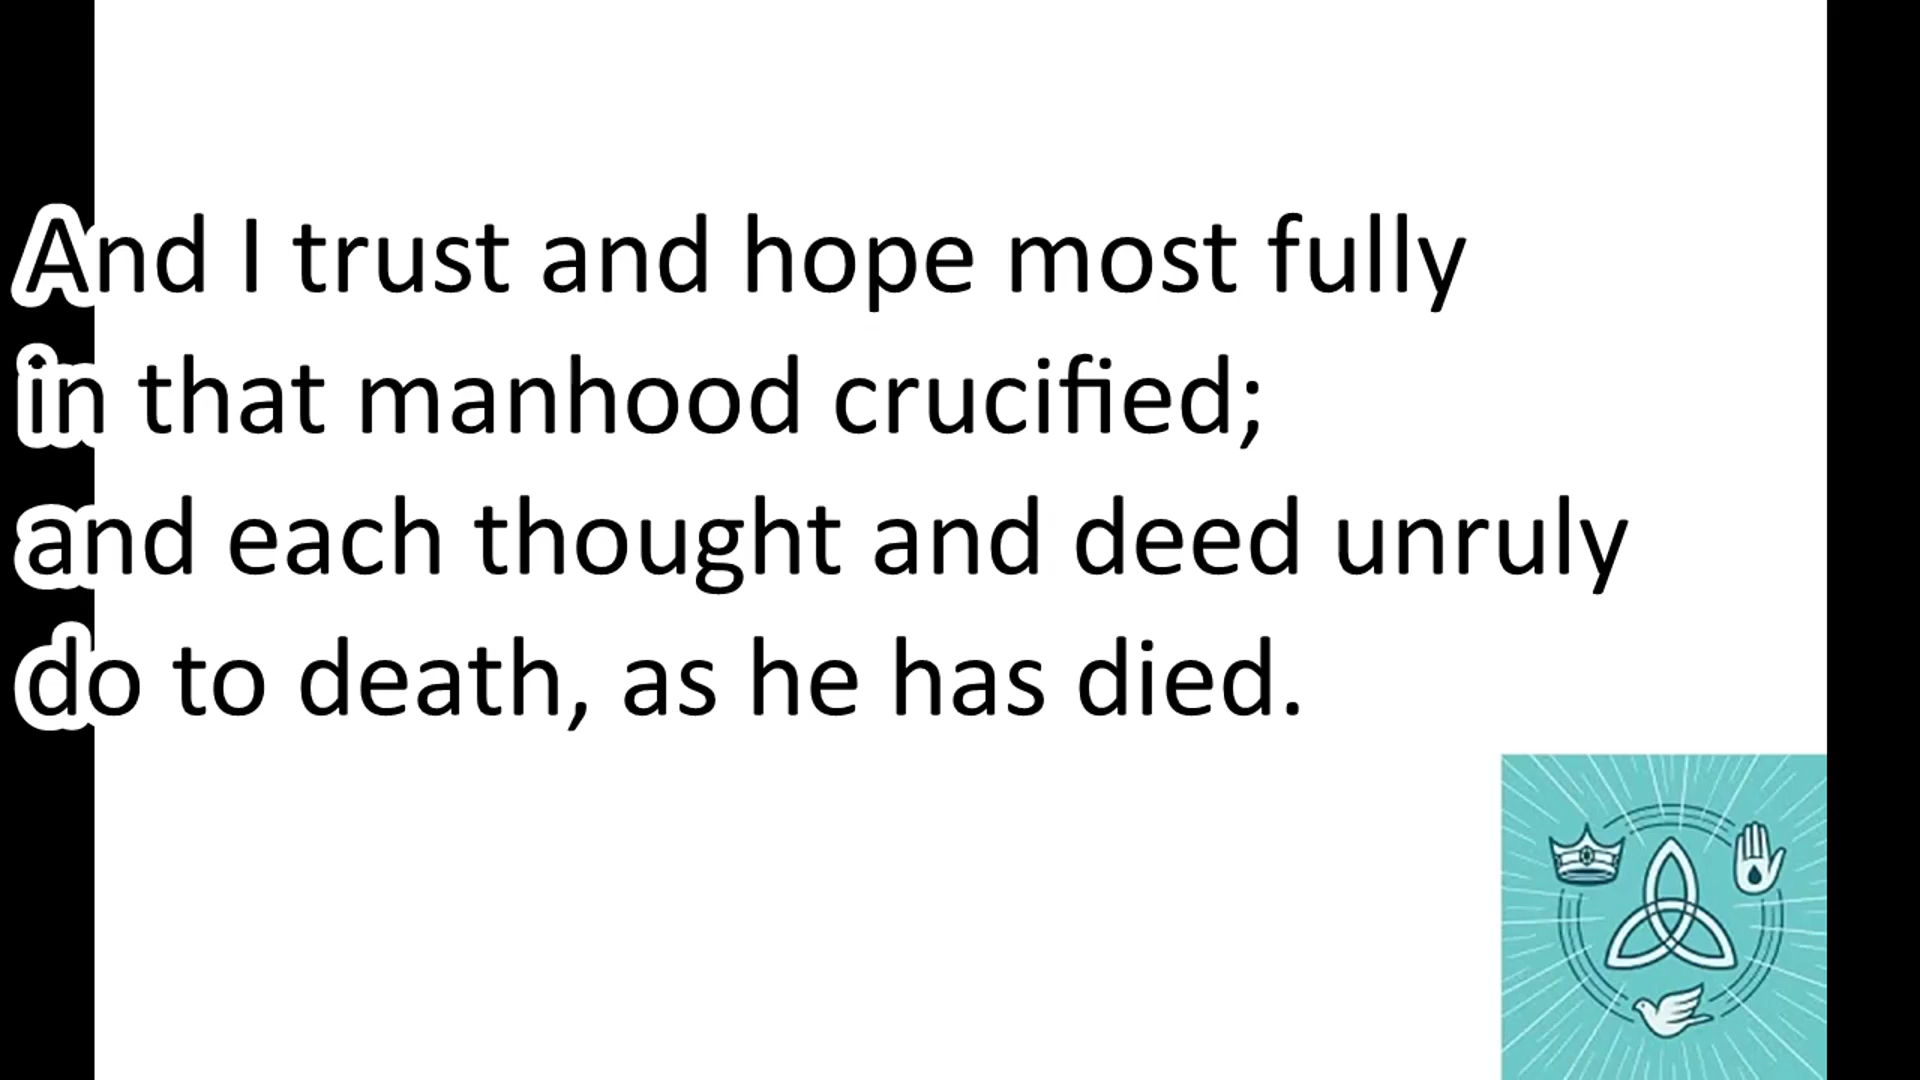 And I trust and hope most fully
in that manhood crucified;
and each thought and deed unruly
do to death, as he has died.